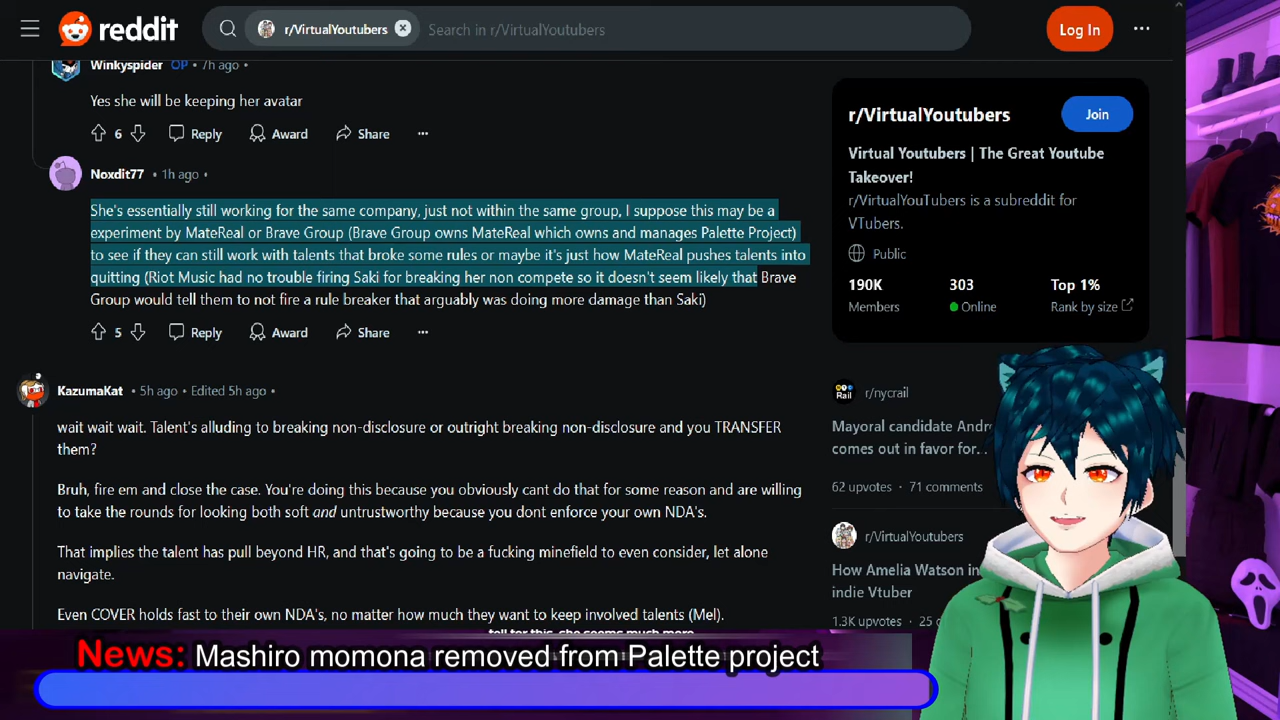 reddit
r/VirtualYoutubers
Search in r/VirtualYoutubers
Log In
Winkyspider OP • 7h ago •
Yes she will be keeping her avatar
6 Reply Award Share
Noxdit77 • 1h ago •
She's essentially still working for the same company, just not within the same group, I suppose this may be a
experiment by MateReal or Brave Group (Brave Group owns MateReal which owns and manages Palette Project)
to see if they can still work with talents that broke some rules or maybe it's just how MateReal pushes talents into
quitting (Riot Music had no trouble firing Saki for breaking her non compete so it doesn't seem likely that Brave
Group would tell them to not fire a rule breaker that arguably was doing more damage than Saki)
5 Reply Award Share
KazumaKat • 5h ago • Edited 5h ago •
wait wait wait. Talent's alluding to breaking non-disclosure or outright breaking non-disclosure and you TRANSFER
them?
Bruh, fire em and close the case. You're doing this because you obviously cant do that for some reason and are willing
to take the rounds for looking both soft and untrustworthy because you dont enforce your own NDA's.
That implies the talent has pull beyond HR, and that's going to be a fucking minefield to even consider, let alone
navigate.
Even COVER holds fast to their own NDA's, no matter how much they want to keep involved talents (Mel).
r/VirtualYoutubers
Join
Virtual Youtubers | The Great Youtube
Takeover!
r/VirtualYouTubers is a subreddit for
VTubers.
Public
190K 303 Top 1%
Members Online Rank by size
Rail r/nycrail
Mayoral candidate Andr
comes out in favor for...
62 upvotes • 71 comments
r/VirtualYoutubers
How Amelia Watson in
indie Vtuber
1.3K upvotes • 25 c
News: Mashiro momona removed from Palette project